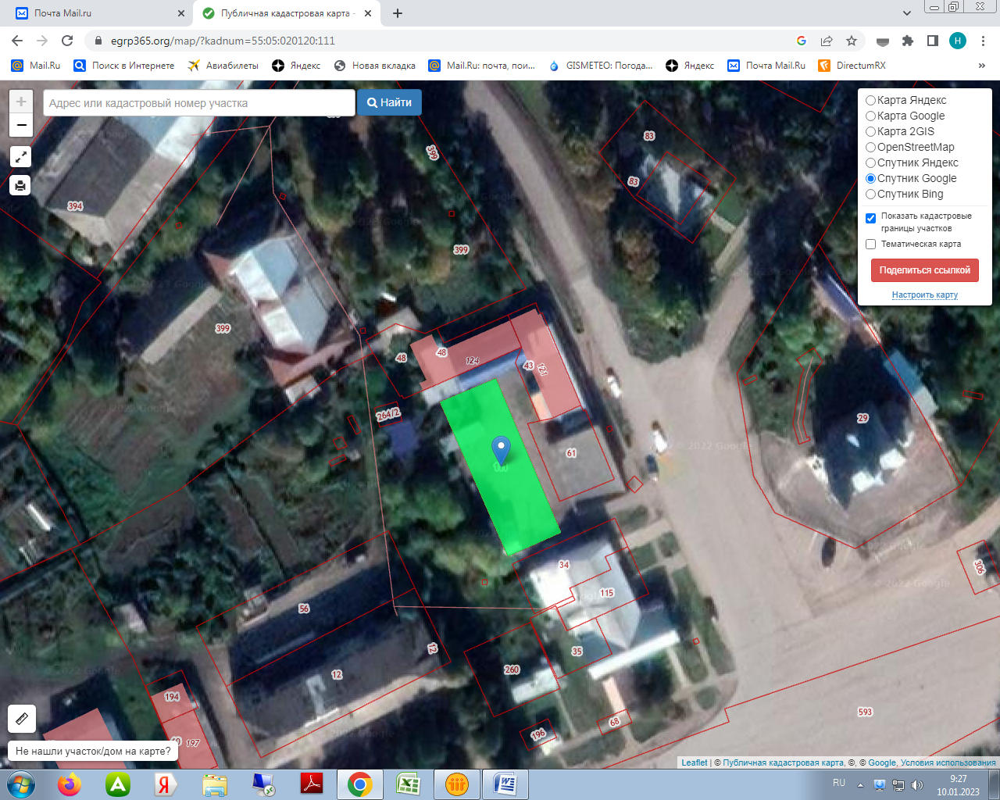 Почта Mail.ru
Публичная кадастровая карта -
egrp365.org/map/?kadnum=55:05:020120:111
Н
Mail.Ru
Поиск в Интернете
Авиабилеты
Яндекс
Новая вкладка
Mail.Ru: почта, пои...
GISMETEO: Погода...
Яндекс
Почта Mail.Ru
DirectumRX
»
+
−
Адрес или кадастровый номер участка
Найти
Карта Яндекс
Карта Google
Карта 2GIS
OpenStreetMap
Спутник Яндекс
Спутник Google
Спутник Bing
Показать кадастровые
границы участков
Тематическая карта
Поделиться ссылкой
Настроить карту
83
399
83
394
399
399
48
48
124
43
121
264/2
29
61
34
306
115
56
12
35
12
260
194
593
68
196
197
© 2022 Google
Не нашли участок/дом на карте?
Leaflet | © Публичная кадастровая карта, ©, © Google, Условия использования
RU
9:27
10.01.2023